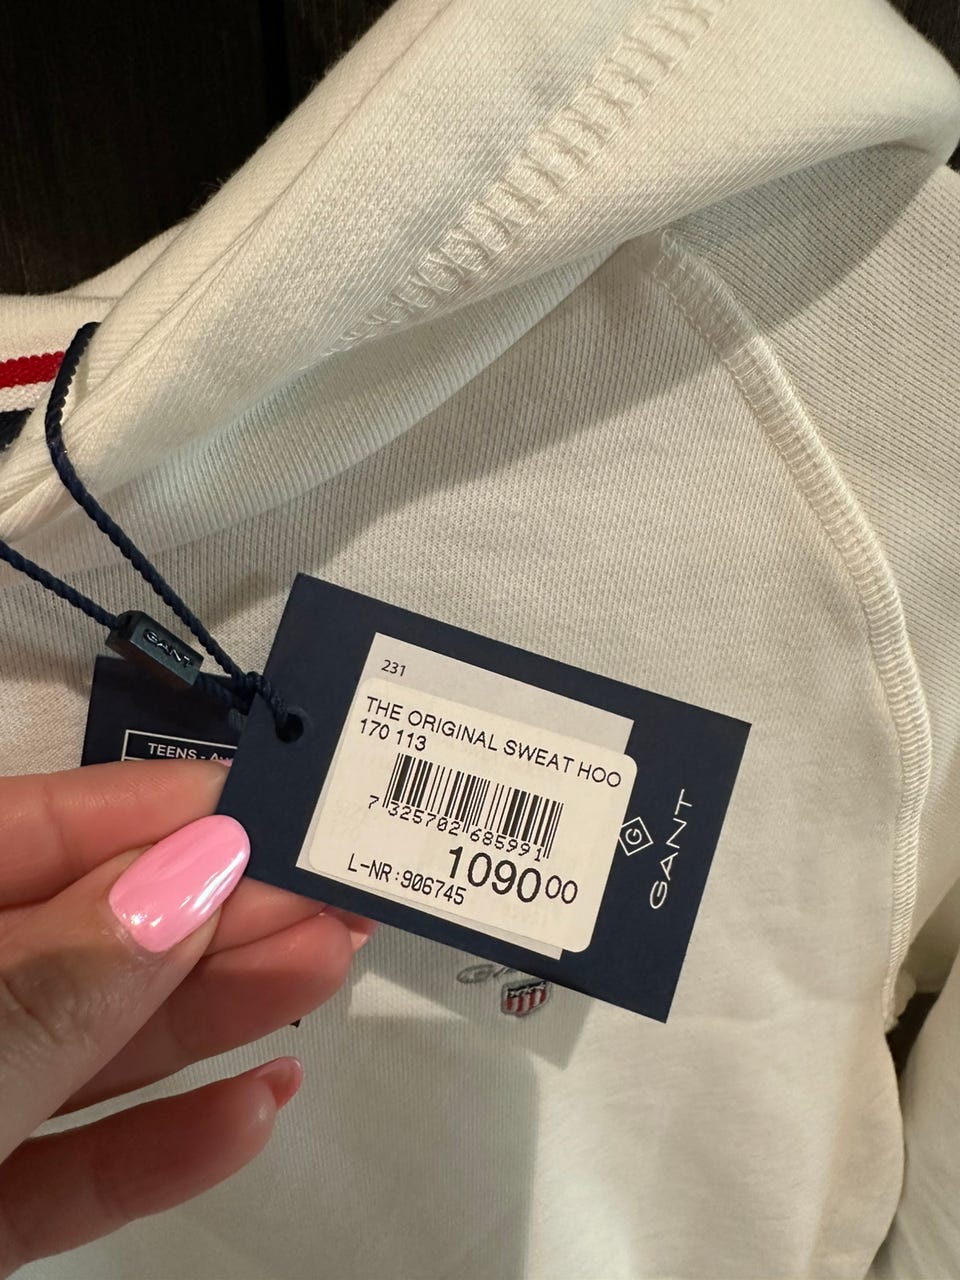 GANT
TEENS - A
231
THE ORIGINAL SWEAT HOO
170 113
7 325702 685991
1090 00
L-NR:906745
G
GANT